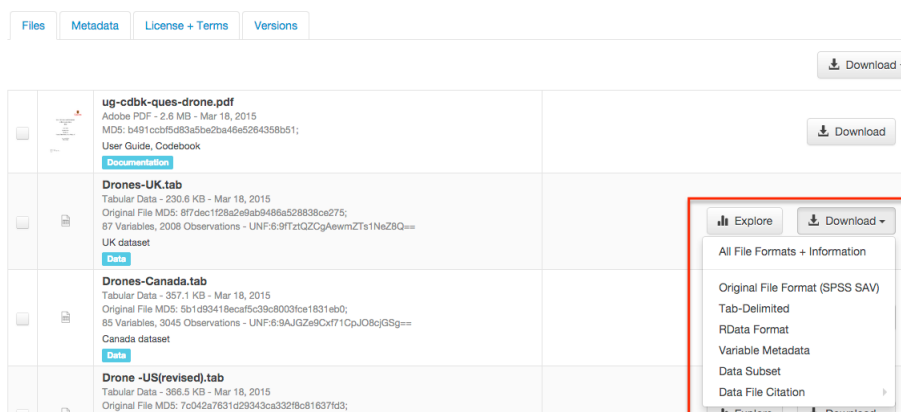 Files Metadata License + Terms Versions
Download
ug-cdbk-ques-drone.pdf
Adobe PDF - 2.6 MB - Mar 18, 2015
MD5: b491ccbf5d83a5be2ba46e5264358b51;
User Guide, Codebook
Documentation
Download
Drones-UK.tab
Tabular Data - 230.6 KB - Mar 18, 2015
Original File MD5: 8f7dec1f28a2e9ab9486a528838ce275;
87 Variables, 2008 Observations - UNF:6:9fTztQZCgAewmZTs1NeZ8Q==
UK dataset
Data
Explore Download
All File Formats + Information
Original File Format (SPSS SAV)
Tab-Delimited
RData Format
Variable Metadata
Data Subset
Data File Citation
Drones-Canada.tab
Tabular Data - 357.1 KB - Mar 18, 2015
Original File MD5: 5b1d93418ecaf5c39c8003fce1831eb0;
85 Variables, 3045 Observations - UNF:6:9AJGZe9Cxf71CpJO8cjGSg==
Canada dataset
Data
Drone -US(revised).tab
Tabular Data - 366.5 KB - Mar 18, 2015
Original File MD5: 7c042a7631d29343ca332f8c81637fd3;
Explore Download